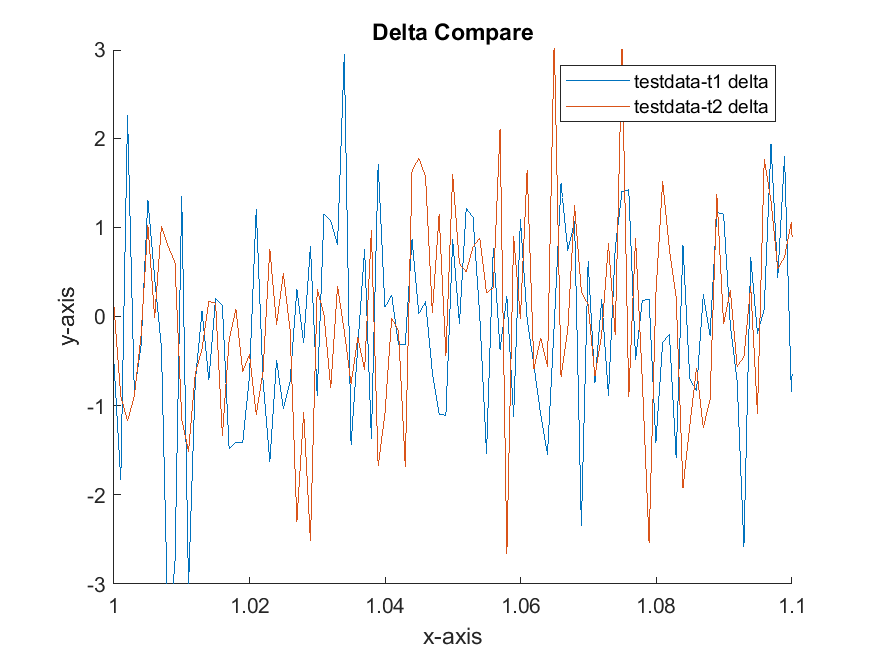 Delta Compare
testdata-t1 delta
testdata-t2 delta
3
2
1
0
-1
-2
-3
y-axis
1 1.02 1.04 1.06 1.08 1.1
x-axis